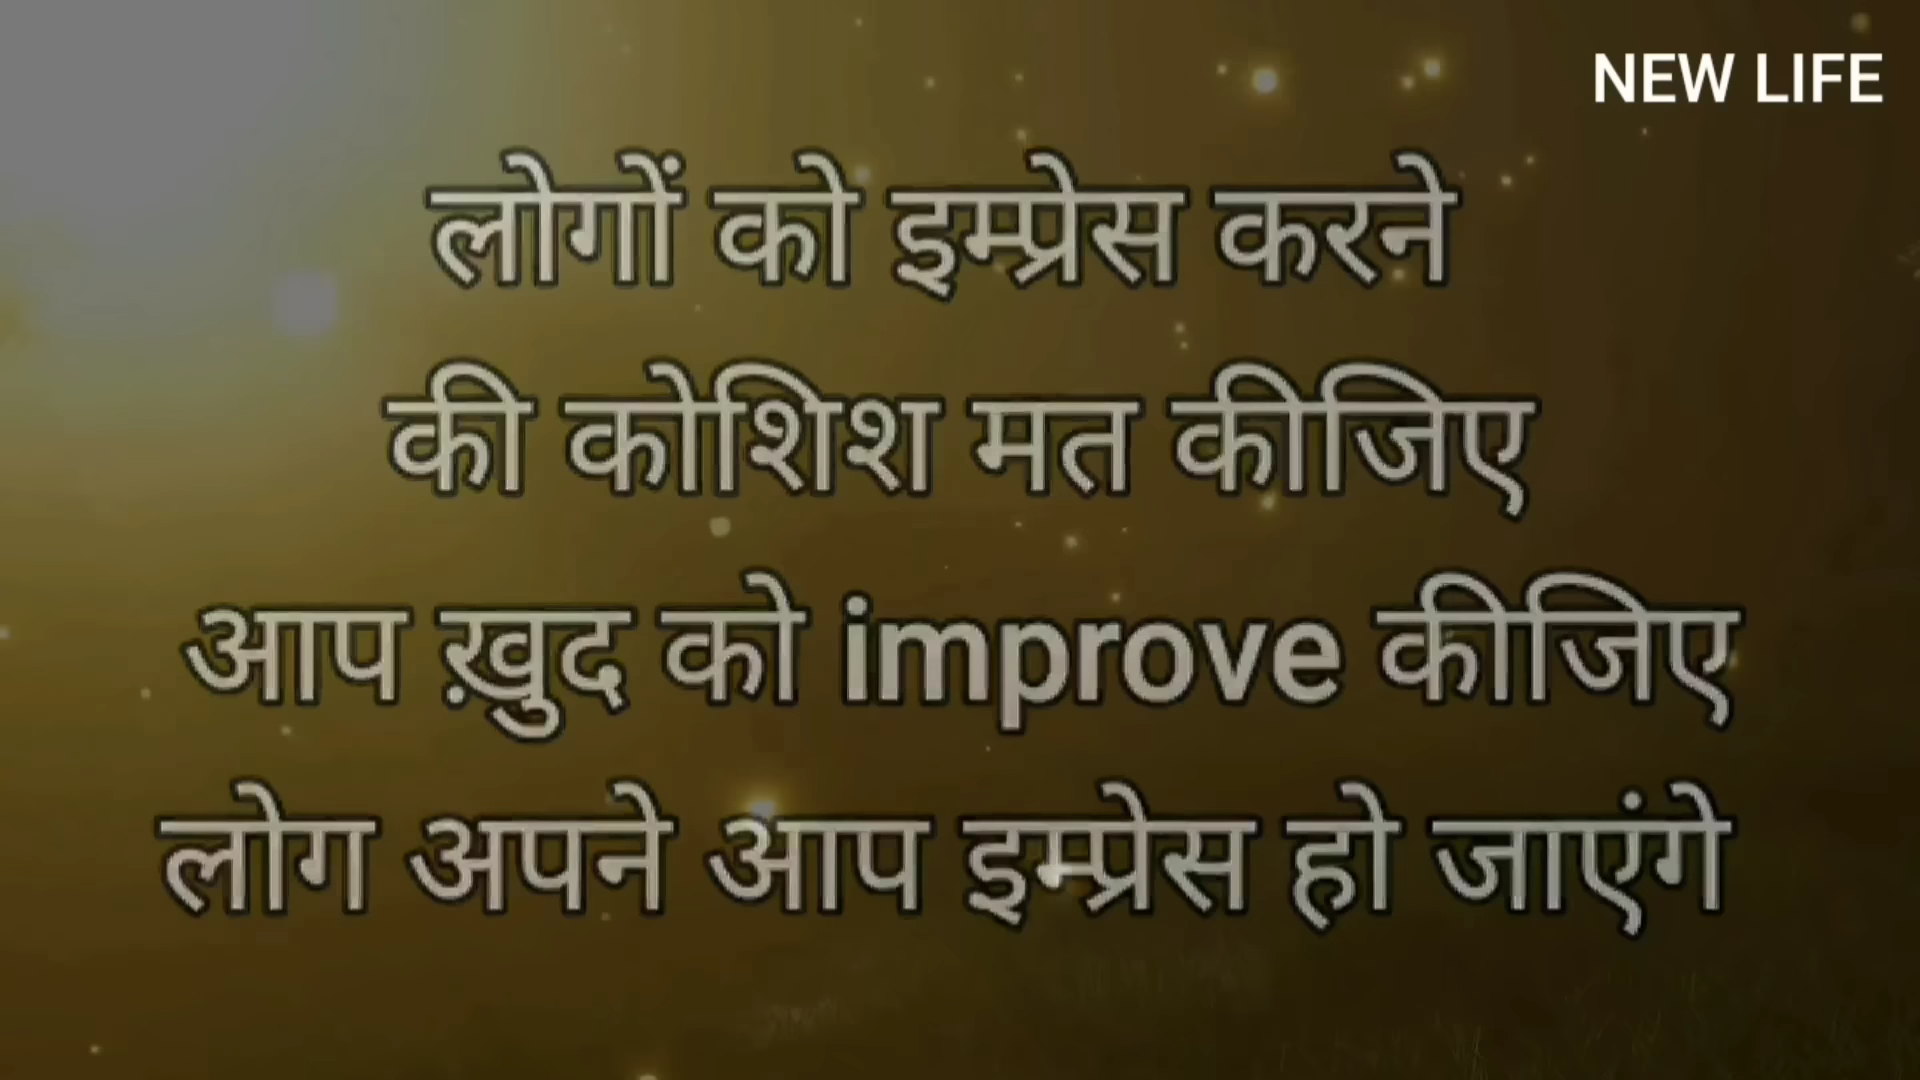 NEW LIFE
लोगों को इम्प्रेस करने
की कोशिश मत कीजिए
आप ख़ुद को improve कीजिए
लोग अपने आप इम्प्रेस हो जाएंगे